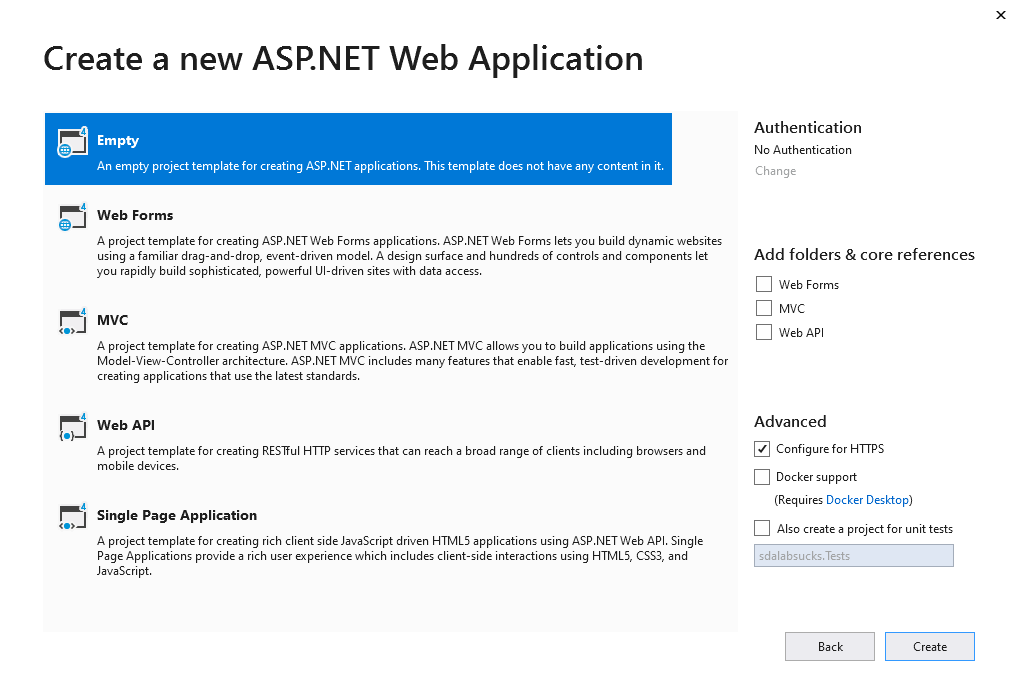 Create a new ASP.NET Web Application
Empty
An empty project template for creating ASP.NET applications. This template does not have any content in it.
Web Forms
A project template for creating ASP.NET Web Forms applications. ASP.NET Web Forms lets you build dynamic websites
using a familiar drag-and-drop, event-driven model. A design surface and hundreds of controls and components let
you rapidly build sophisticated, powerful UI-driven sites with data access.
MVC
A project template for creating ASP.NET MVC applications. ASP.NET MVC allows you to build applications using the
Model-View-Controller architecture. ASP.NET MVC includes many features that enable fast, test-driven development for
creating applications that use the latest standards.
Web API
A project template for creating RESTful HTTP services that can reach a broad range of clients including browsers and
mobile devices.
Single Page Application
A project template for creating rich client side JavaScript driven HTML5 applications using ASP.NET Web API. Single
Page Applications provide a rich user experience which includes client-side interactions using HTML5, CSS3, and
JavaScript.
Authentication
No Authentication
Change
Add folders & core references
Web Forms
MVC
Web API
Advanced
Configure for HTTPS
Docker support
(Requires Docker Desktop)
Also create a project for unit tests
sdalabsucks.Tests
Back
Create